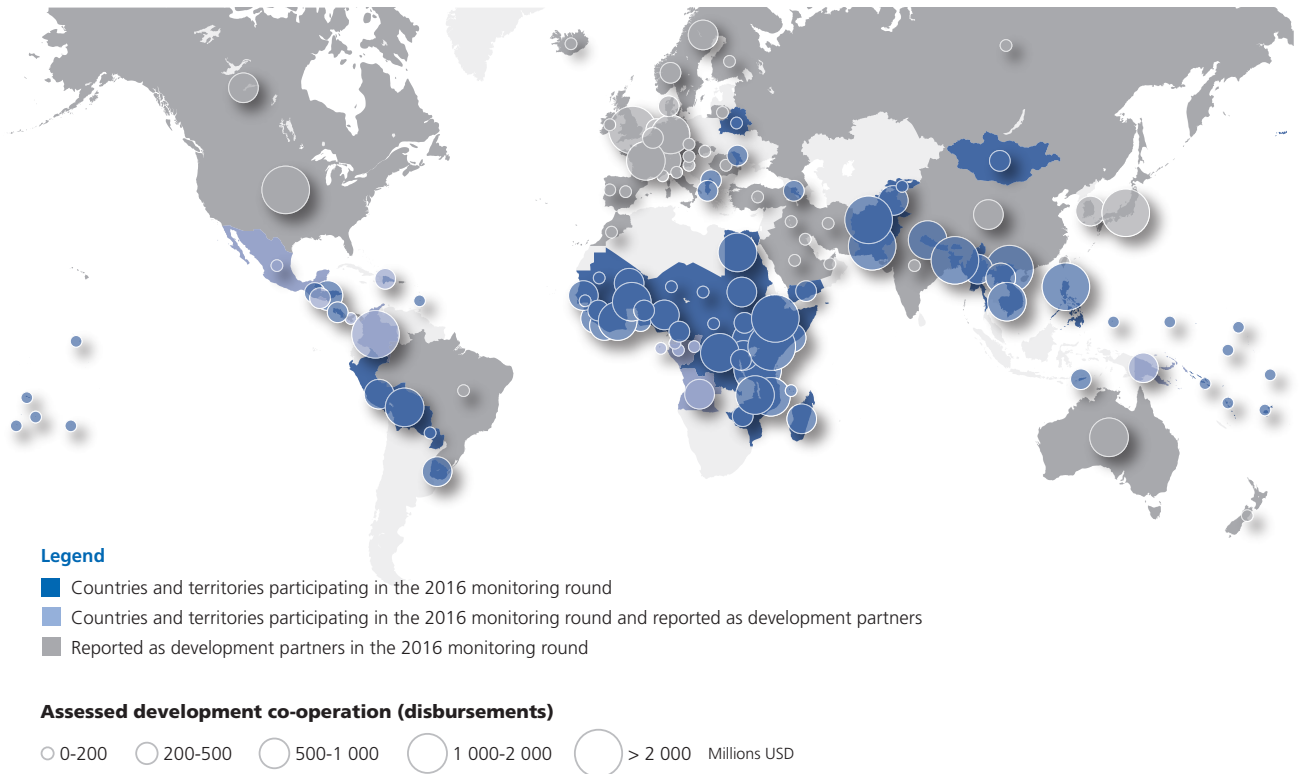 Legend
Countries and territories participating in the 2016 monitoring round
Countries and territories participating in the 2016 monitoring round and reported as development partners
Reported as development partners in the 2016 monitoring round
Assessed development co-operation (disbursements)
0-200 200-500 500-1 000 1 000-2 000 > 2 000 Millions USD